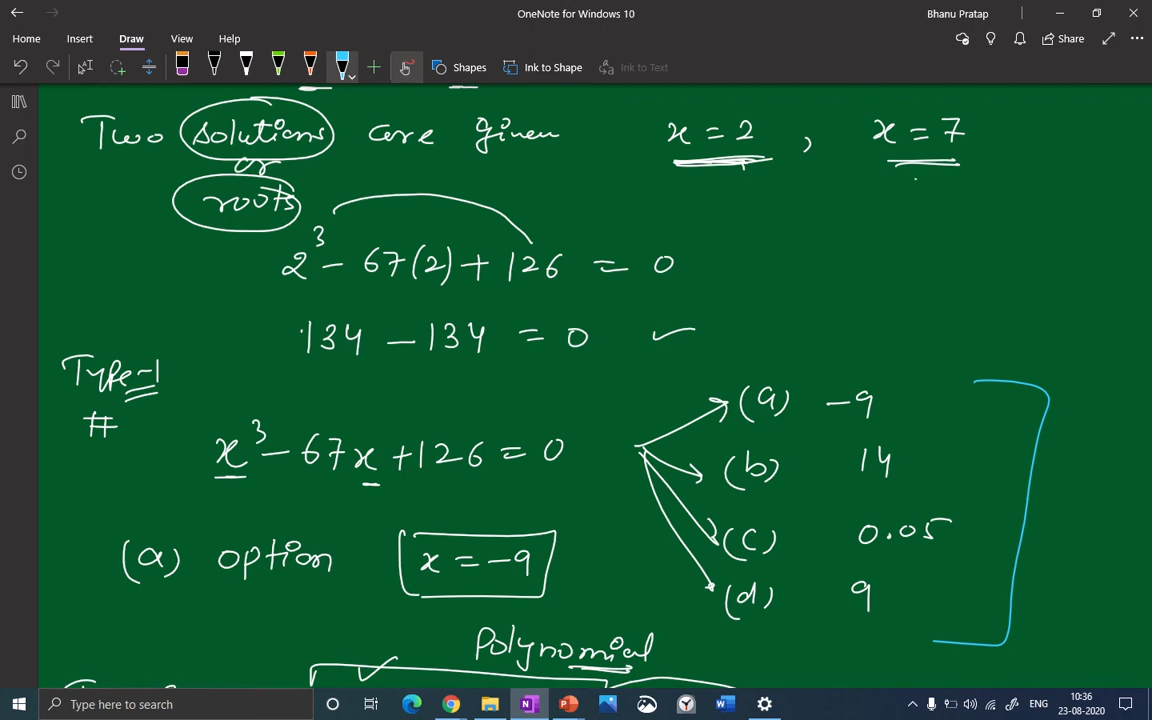 OneNote for Windows 10
Bhanu Pratap
Home Insert Draw View Help
Share
Shapes Ink to Shape Ink to Text
Two solutions are given x = 2 , x = 7
or
roots
2³ - 67(2) + 126 = 0
134 - 134 = 0 ✓
Type-1
#
x³ - 67x + 126 = 0
(a) -9
(b) 14
(c) 0.05
(d) 9
(a) option x = -9
Polynomial
Type here to search
ENG
10:36
23-08-2020